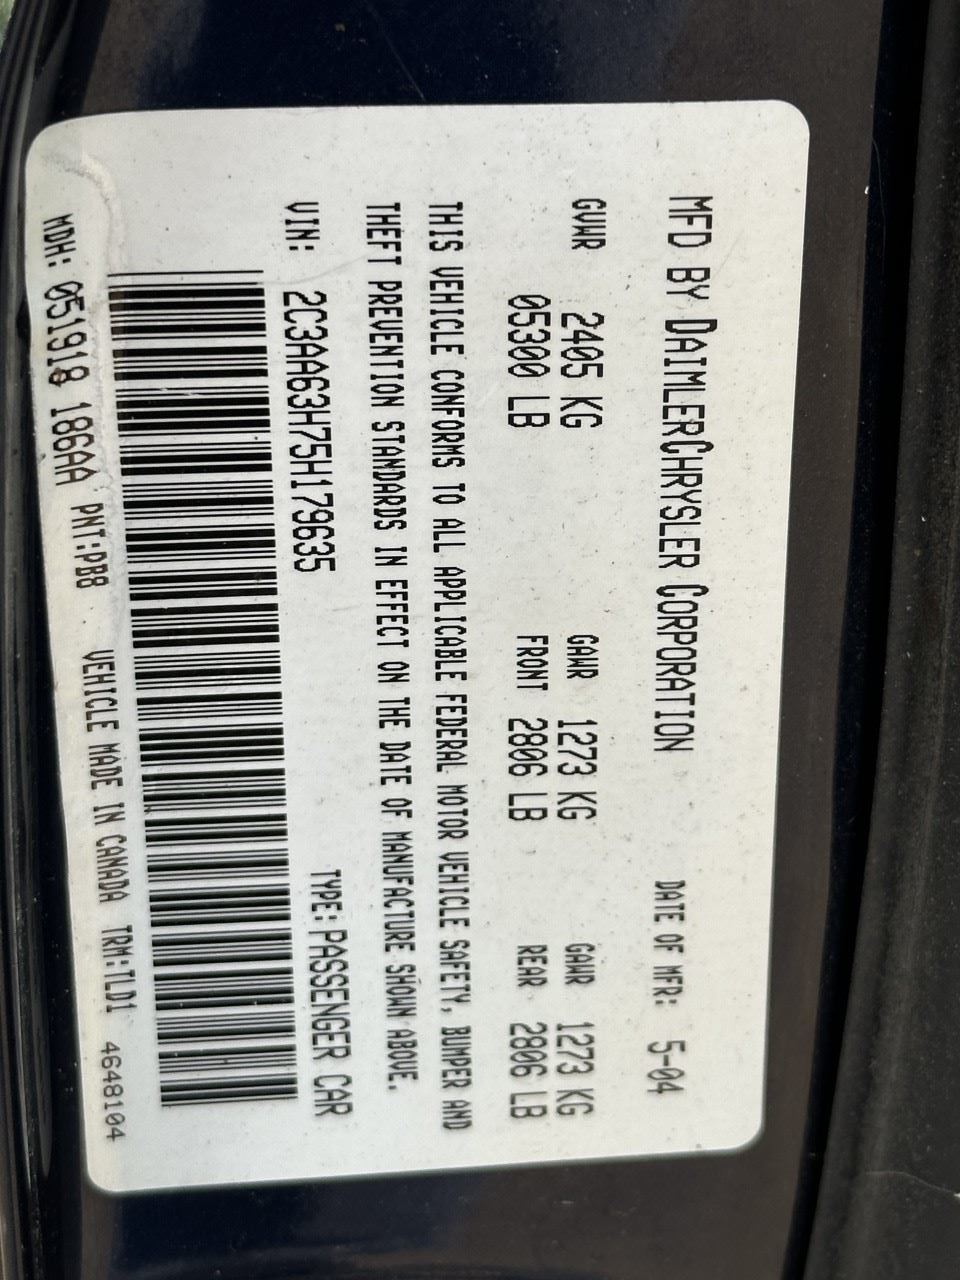 MFD BY DAIMLERCHRYSLER CORPORATION DATE OF MFR: 5-04
GVWR 2405 KG GAWR 1273 KG GAWR 1273 KG
05300 LB FRONT 2806 LB REAR 2806 LB
THIS VEHICLE CONFORMS TO ALL APPLICABLE FEDERAL MOTOR VEHICLE SAFETY, BUMPER AND
THEFT PREVENTION STANDARDS IN EFFECT ON THE DATE OF MANUFACTURE SHOWN ABOVE.
VIN: 2C3AA63H75H179635 TYPE: PASSENGER CAR
MDH: 051918 186AA PNT:PB8 VEHICLE MADE IN CANADA TRM:TLD1 4648104